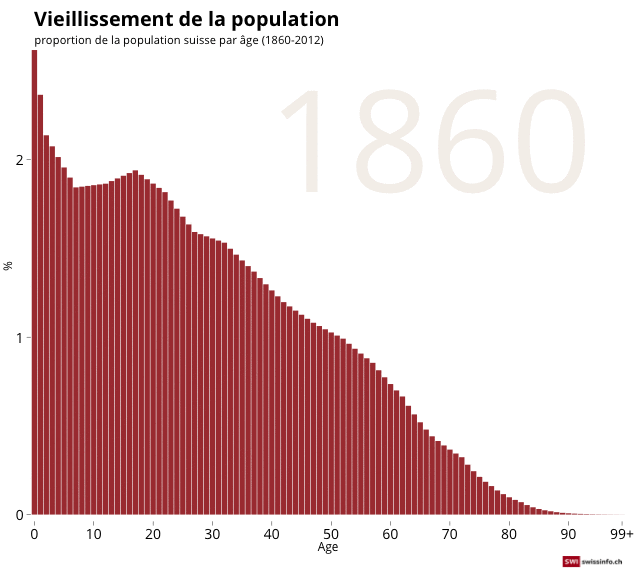 Vieillissement de la population
proportion de la population suisse par âge (1860-2012)
1860
2
1
0
%
0 10 20 30 40 50 60 70 80 90 99+
Age
SWI swissinfo.ch